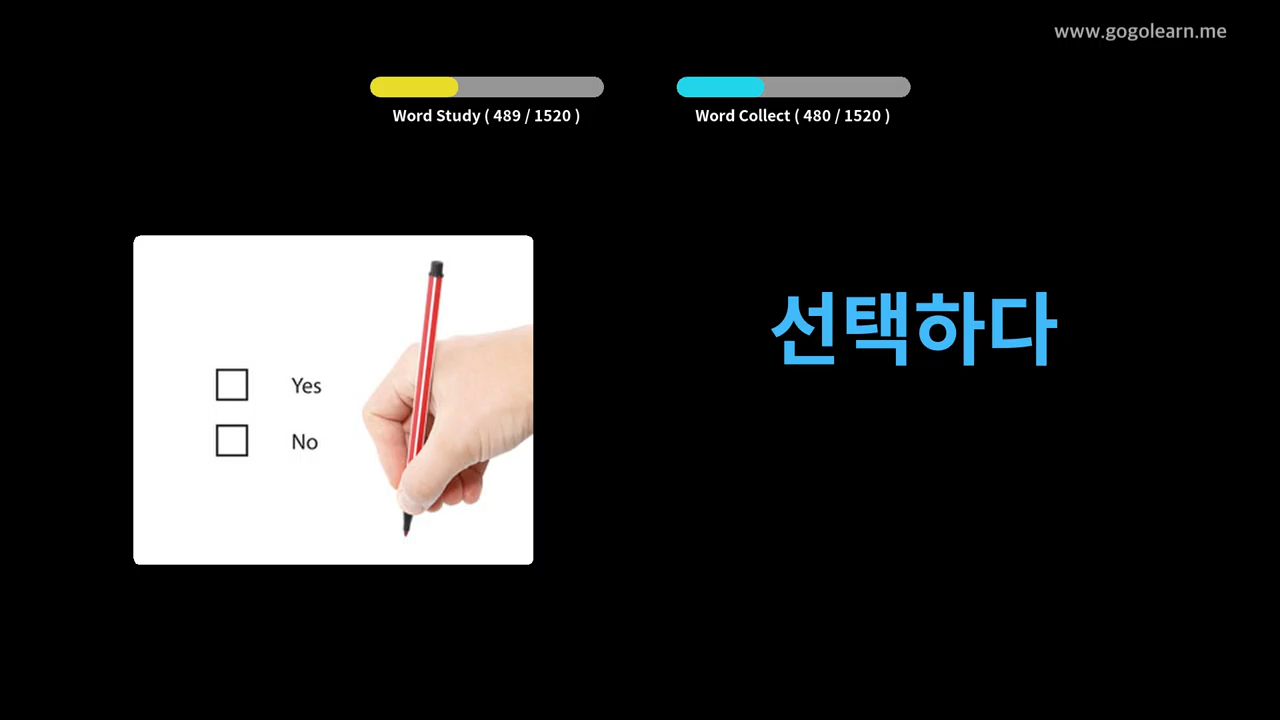 www.gogolearn.me
Word Study ( 489 / 1520 )
Word Collect ( 480 / 1520 )
선택하다
Yes
No